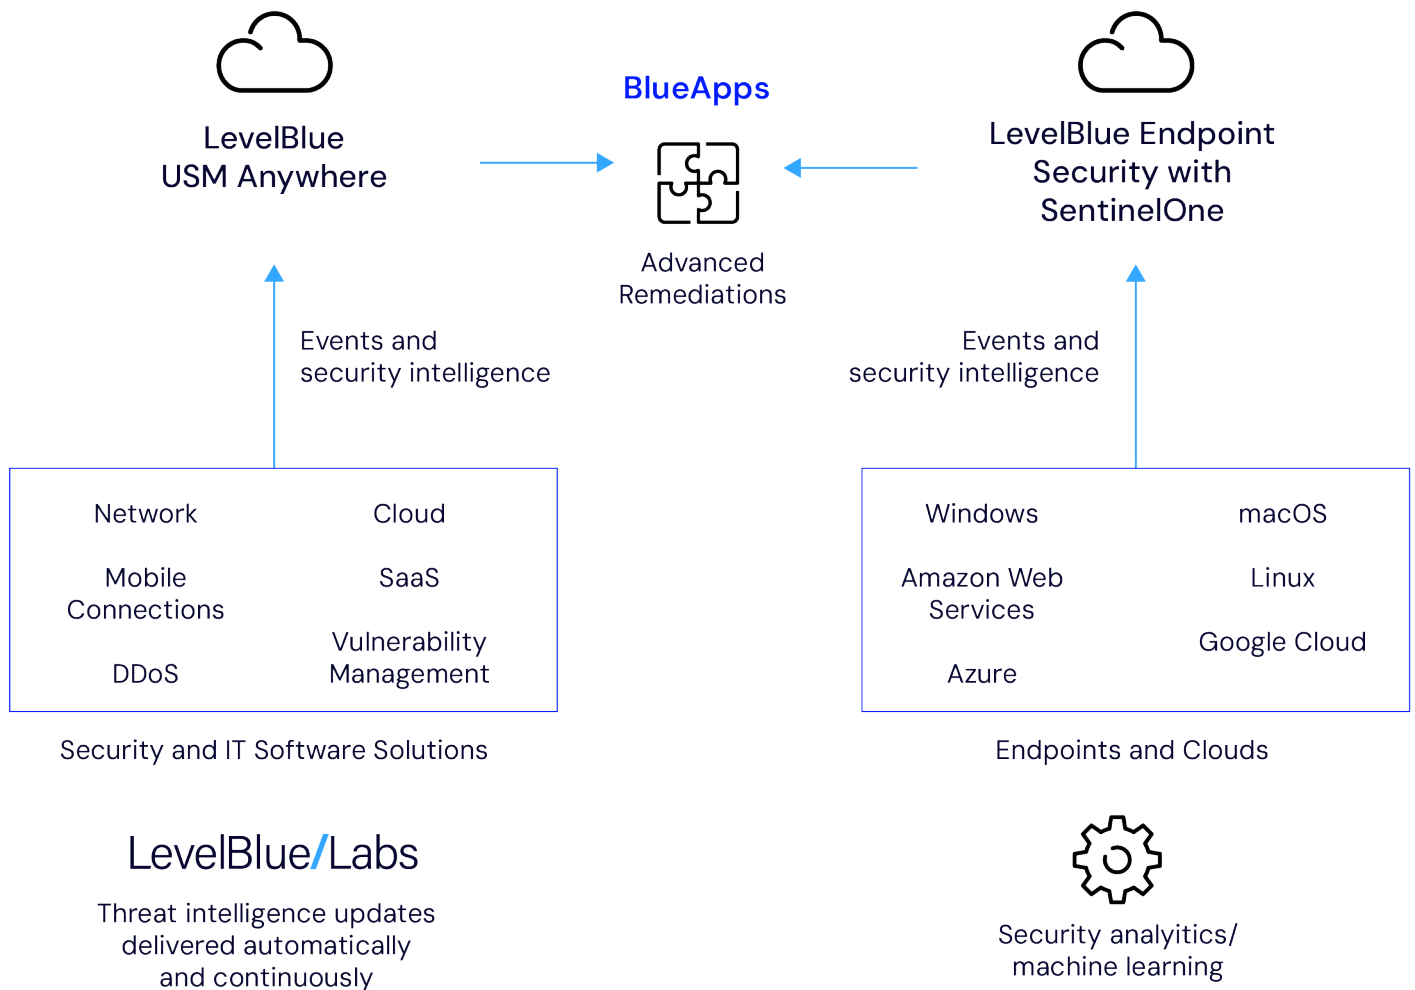 LevelBlue
USM Anywhere
BlueApps
Advanced
Remediations
LevelBlue Endpoint
Security with
SentinelOne
Events and
security intelligence
Events and
security intelligence
Network
Cloud
Mobile
Connections
SaaS
DDoS
Vulnerability
Management
Security and IT Software Solutions
Windows
macOS
Amazon Web
Services
Linux
Azure
Google Cloud
Endpoints and Clouds
LevelBlue/Labs
Threat intelligence updates
delivered automatically
and continuously
Security analyitics/
machine learning